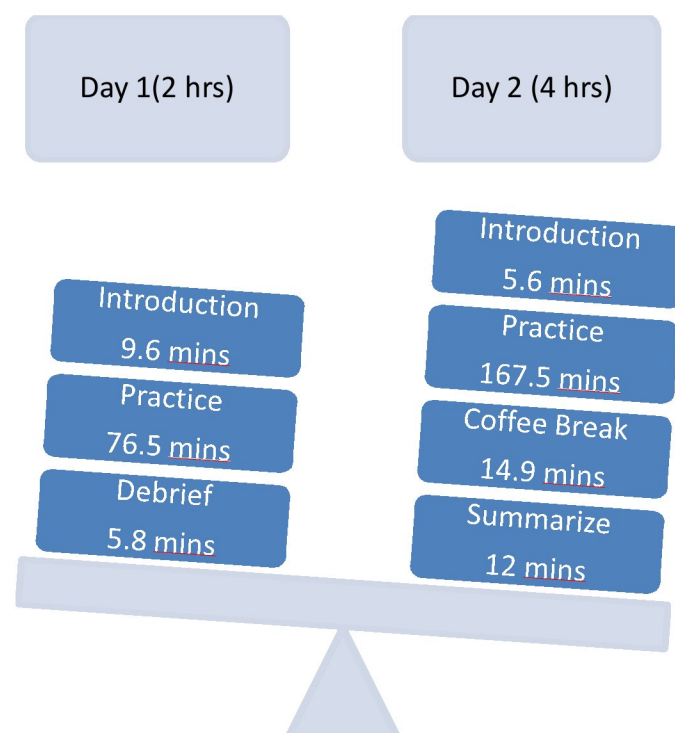 Day 1(2 hrs)
Day 2 (4 hrs)
Introduction
9.6 mins
Practice
76.5 mins
Debrief
5.8 mins
Introduction
5.6 mins
Practice
167.5 mins
Coffee Break
14.9 mins
Summarize
12 mins